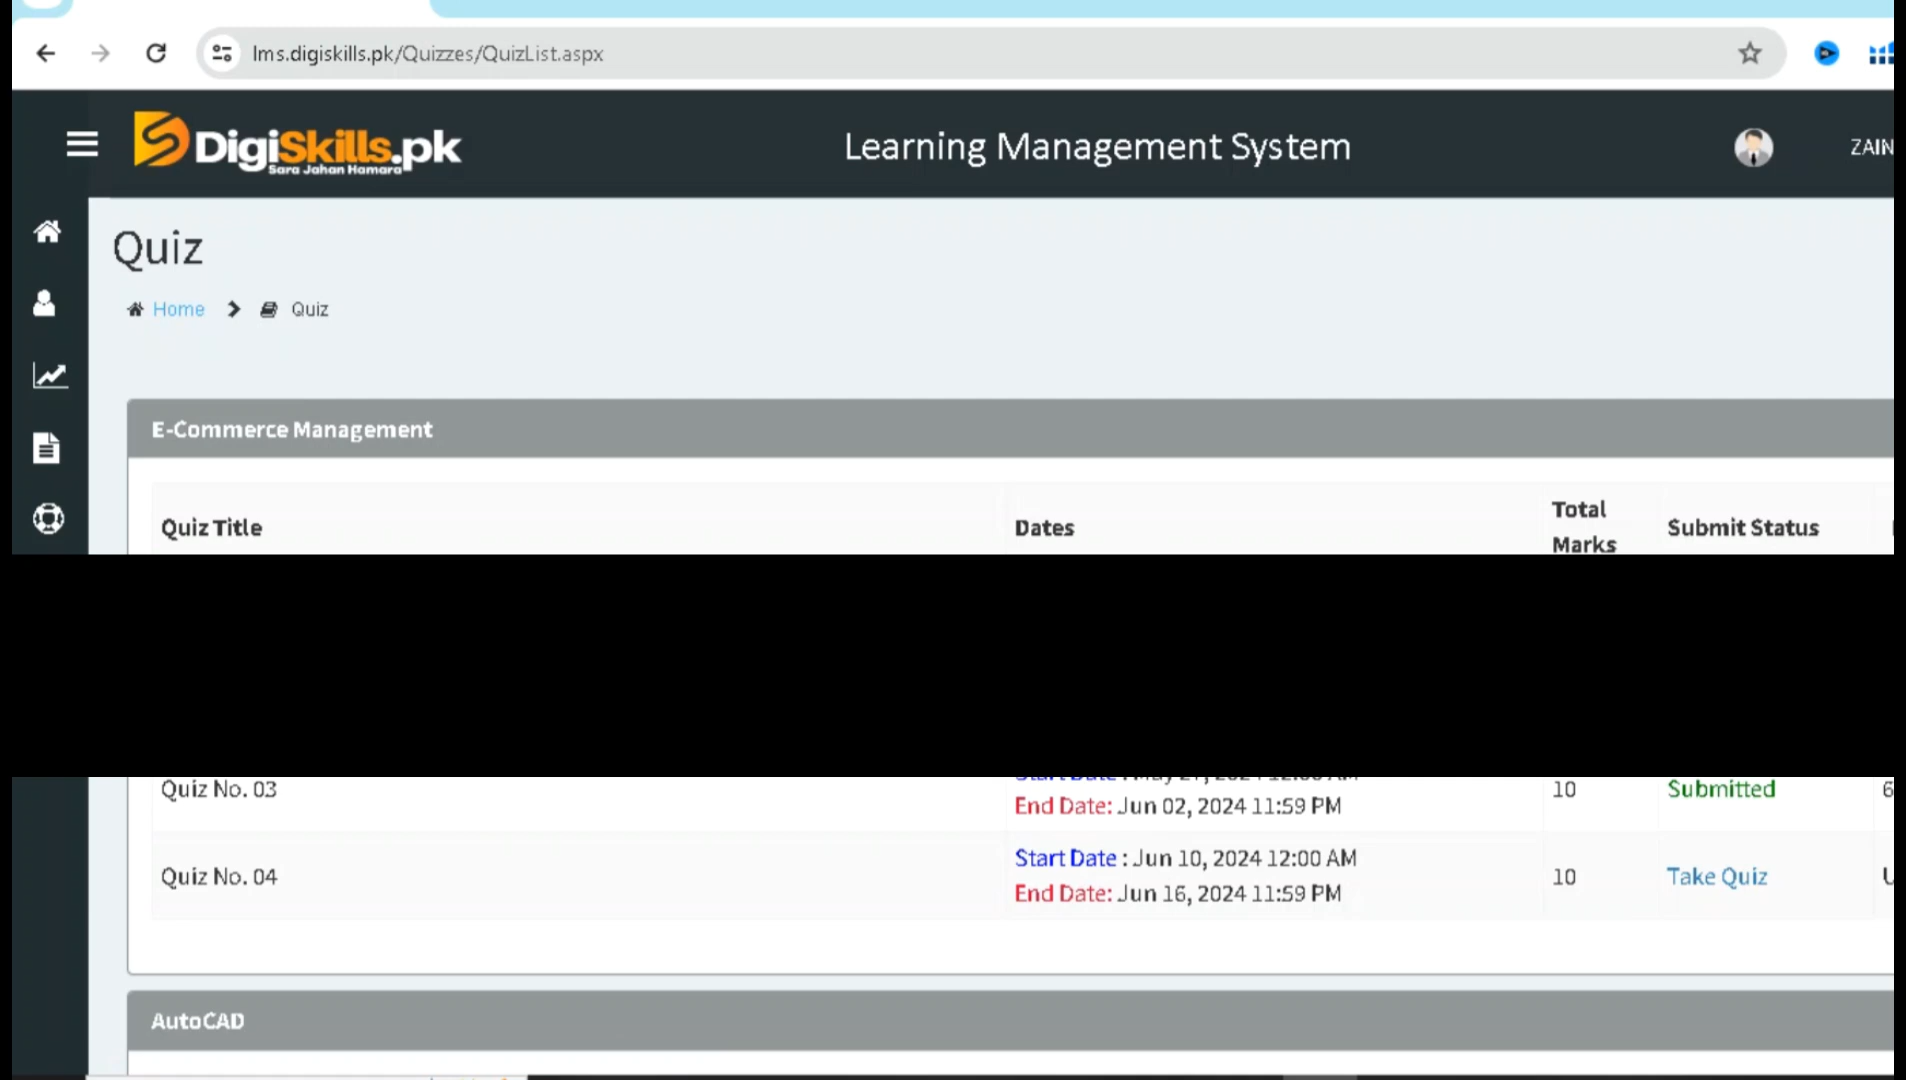 lms.digiskills.pk/Quizzes/QuizList.aspx
DigiSkills.pk
Sara Jahan Hamara
Learning Management System
ZAIN
Quiz
Home Quiz
E-Commerce Management
Quiz Title Dates Total Marks Submit Status
Quiz No. 03 10 Submitted 6
End Date: Jun 02, 2024 11:59 PM
Start Date : Jun 10, 2024 12:00 AM
Quiz No. 04 10 Take Quiz
End Date: Jun 16, 2024 11:59 PM
AutoCAD